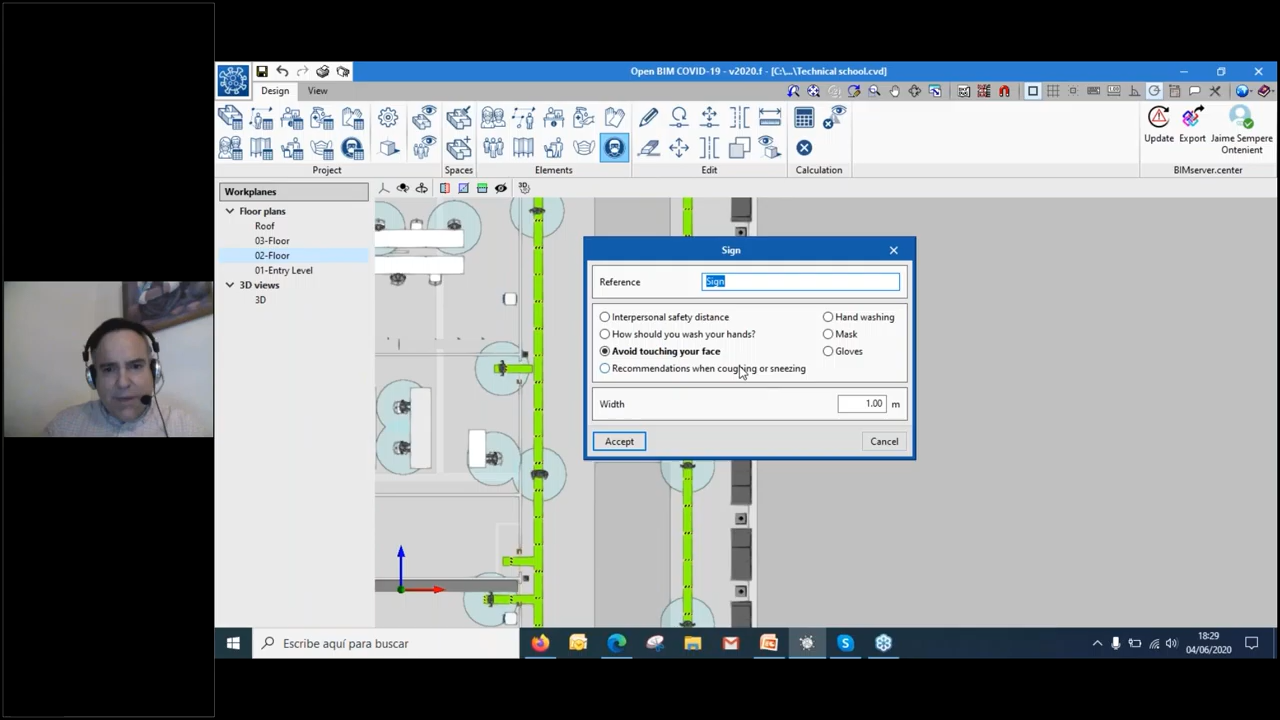 Open BIM COVID-19 - v2020.f - [C:\...\Technical school.cvd]
Design View
Update Export Jaime Sempere Ontenient
Project Spaces Elements Edit Calculation BIMserver.center
Workplanes
Floor plans
Roof
03-Floor
02-Floor
01-Entry Level
3D views
3D
Sign
Reference Sign
Interpersonal safety distance Hand washing
How should you wash your hands? Mask
Avoid touching your face Gloves
Recommendations when coughing or sneezing
Width 1.00 m
Accept Cancel
Escribe aquí para buscar
18:29
04/06/2020